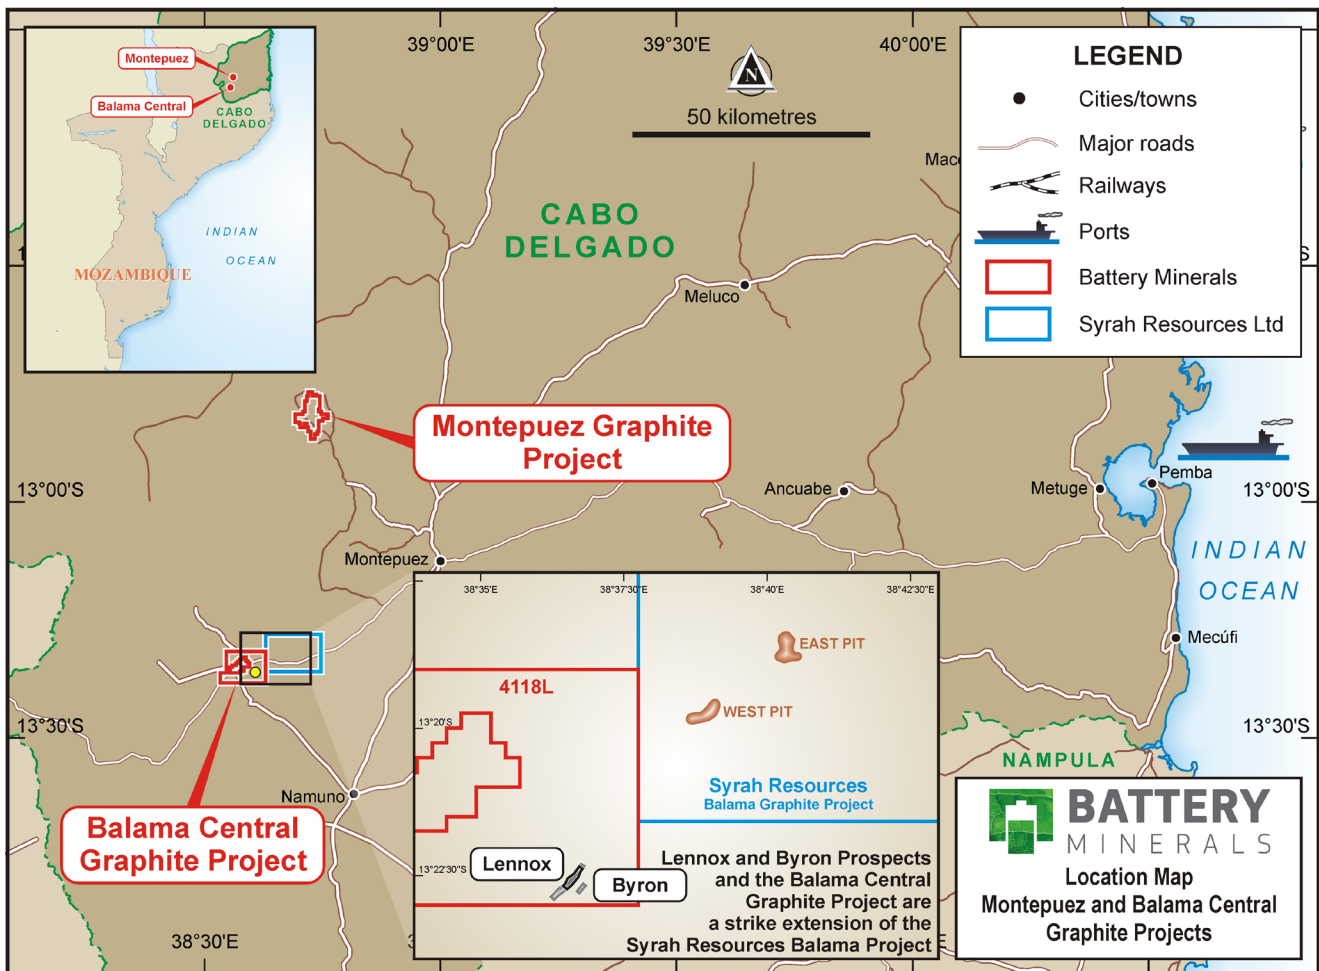 39°00'E
39°30'E
40°00'E
Montepuez
Balama Central
CABO
DELGADO
INDIAN
OCEAN
MOZAMBIQUE
N
50 kilometres
LEGEND
Cities/towns
Major roads
Railways
Ports
Battery Minerals
Syrah Resources Ltd
CABO
DELGADO
Meluco
Montepuez Graphite
Project
13°00'S
Ancuabe
Metuge
Pemba
13°00'S
Montepuez
INDIAN
OCEAN
Mecúfi
13°30'S
13°30'S
NAMPULA
Namuno
Balama Central
Graphite Project
38°30'E
38°35'E
38°37'30"E
38°40'E
38°42'30"E
EAST PIT
4118L
WEST PIT
13°20'S
Syrah Resources
Balama Graphite Project
13°22'30"S
Lennox
Byron
Lennox and Byron Prospects
and the Balama Central
Graphite Project are
a strike extension of the
Syrah Resources Balama Project
BATTERY
MINERALS
Location Map
Montepuez and Balama Central
Graphite Projects